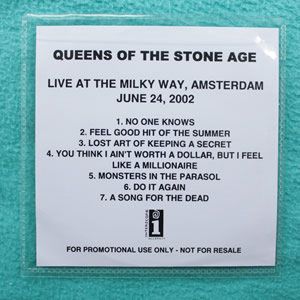 QUEENS OF THE STONE AGE
LIVE AT THE MILKY WAY, AMSTERDAM
JUNE 24, 2002
1. NO ONE KNOWS
2. FEEL GOOD HIT OF THE SUMMER
3. LOST ART OF KEEPING A SECRET
4. YOU THINK I AIN'T WORTH A DOLLAR, BUT I FEEL
LIKE A MILLIONAIRE
5. MONSTERS IN THE PARASOL
6. DO IT AGAIN
7. A SONG FOR THE DEAD
i
INTERSCOPE
RECORDS
FOR PROMOTIONAL USE ONLY - NOT FOR RESALE